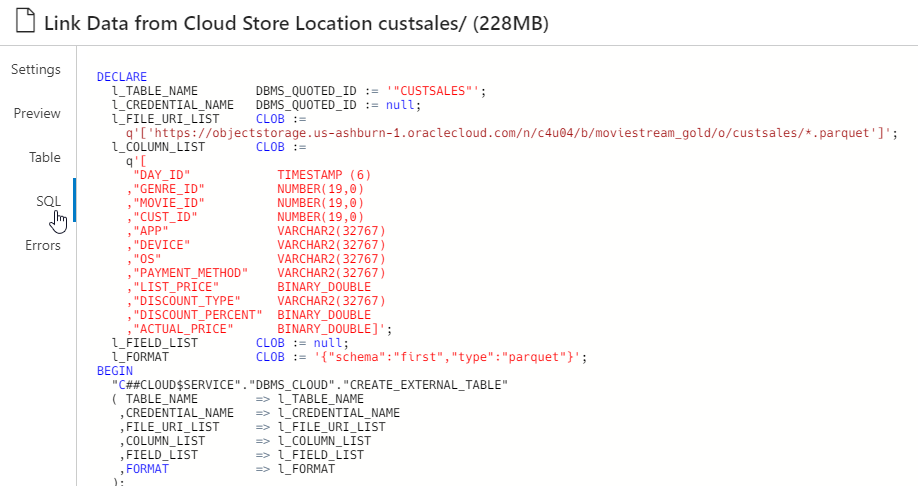 Link Data from Cloud Store Location custsales/ (228MB)
Settings
Preview
Table
SQL
Errors
DECLARE
  l_TABLE_NAME        DBMS_QUOTED_ID := '"CUSTSALES"';
  l_CREDENTIAL_NAME   DBMS_QUOTED_ID := null;
  l_FILE_URI_LIST     CLOB :=
    q'['https://objectstorage.us-ashburn-1.oraclecloud.com/n/c4u04/b/moviestream_gold/o/custsales/*.parquet']';
  l_COLUMN_LIST       CLOB :=
    q'[
     "DAY_ID"            TIMESTAMP (6)
    ,"GENRE_ID"          NUMBER(19,0)
    ,"MOVIE_ID"          NUMBER(19,0)
    ,"CUST_ID"           NUMBER(19,0)
    ,"APP"               VARCHAR2(32767)
    ,"DEVICE"            VARCHAR2(32767)
    ,"OS"                VARCHAR2(32767)
    ,"PAYMENT_METHOD"    VARCHAR2(32767)
    ,"LIST_PRICE"        BINARY_DOUBLE
    ,"DISCOUNT_TYPE"     VARCHAR2(32767)
    ,"DISCOUNT_PERCENT"  BINARY_DOUBLE
    ,"ACTUAL_PRICE"      BINARY_DOUBLE]';
  l_FIELD_LIST        CLOB := null;
  l_FORMAT            CLOB := '{"schema":"first","type":"parquet"}';
BEGIN
  "C##CLOUD$SERVICE"."DBMS_CLOUD"."CREATE_EXTERNAL_TABLE"
  ( TABLE_NAME        => l_TABLE_NAME
   ,CREDENTIAL_NAME   => l_CREDENTIAL_NAME
   ,FILE_URI_LIST     => l_FILE_URI_LIST
   ,COLUMN_LIST       => l_COLUMN_LIST
   ,FIELD_LIST        => l_FIELD_LIST
   ,FORMAT            => l_FORMAT
  );